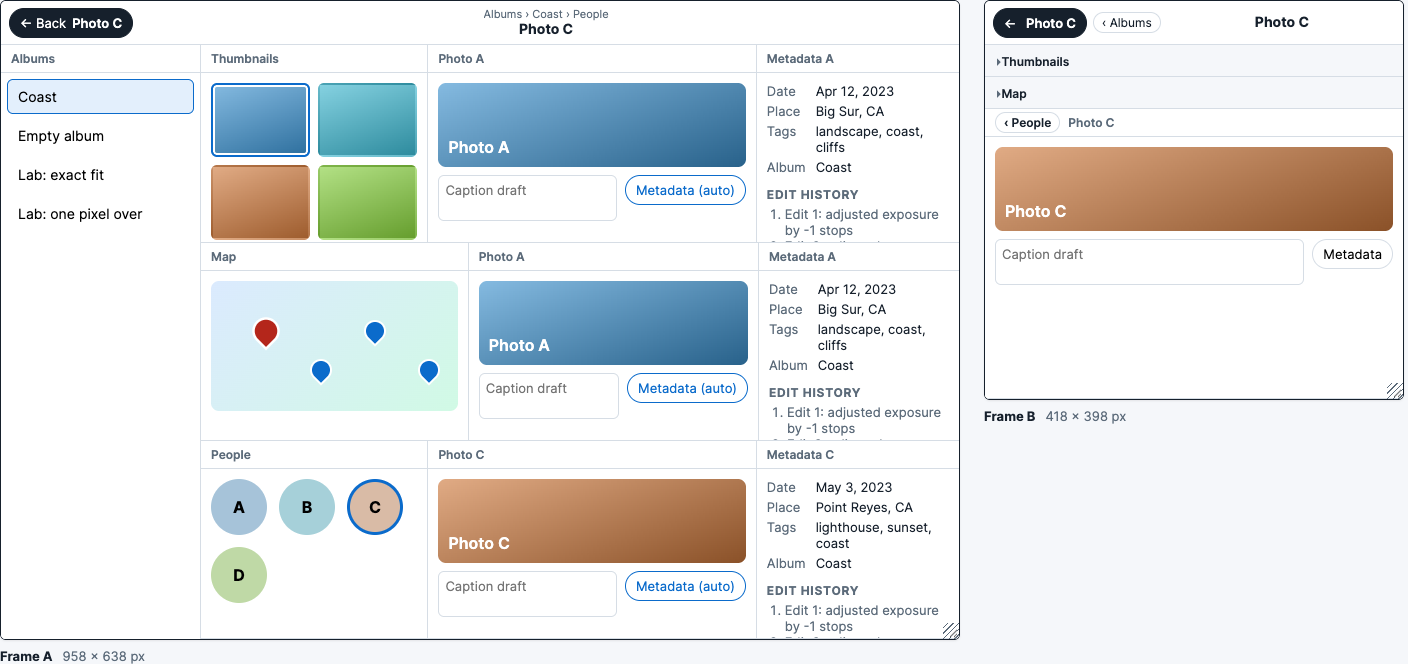 ← Back Photo C
Albums › Coast › People
Photo C
Albums
Coast
Empty album
Lab: exact fit
Lab: one pixel over
Thumbnails
Photo A
Metadata A
Photo A
Caption draft
Metadata (auto)
Date Apr 12, 2023
Place Big Sur, CA
Tags landscape, coast,
cliffs
Album Coast
EDIT HISTORY
1. Edit 1: adjusted exposure
by -1 stops
Map
Photo A
Metadata A
Photo A
Caption draft
Metadata (auto)
Date Apr 12, 2023
Place Big Sur, CA
Tags landscape, coast,
cliffs
Album Coast
EDIT HISTORY
1. Edit 1: adjusted exposure
by -1 stops
People
Photo C
Metadata C
A
B
C
D
Photo C
Caption draft
Metadata (auto)
Date May 3, 2023
Place Point Reyes, CA
Tags lighthouse, sunset,
coast
Album Coast
EDIT HISTORY
1. Edit 1: adjusted exposure
by -1 stops
Frame A 958 × 638 px
← Photo C
‹ Albums
Photo C
Thumbnails
Map
‹ People
Photo C
Photo C
Caption draft
Metadata
Frame B 418 × 398 px